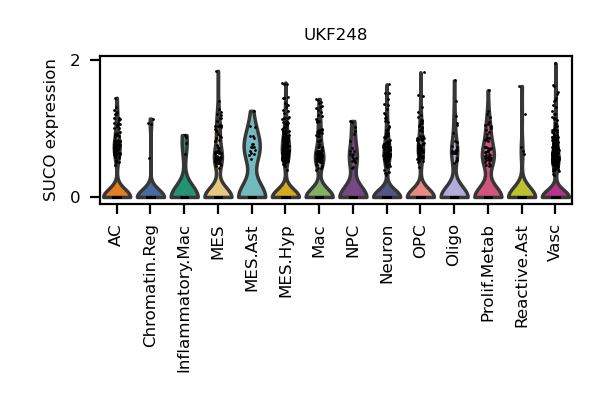 UKF248
SUCO expression
2
0
AC
Chromatin.Reg
Inflammatory.Mac
MES
MES.Ast
MES.Hyp
Mac
NPC
Neuron
OPC
Oligo
Prolif.Metab
Reactive.Ast
Vasc